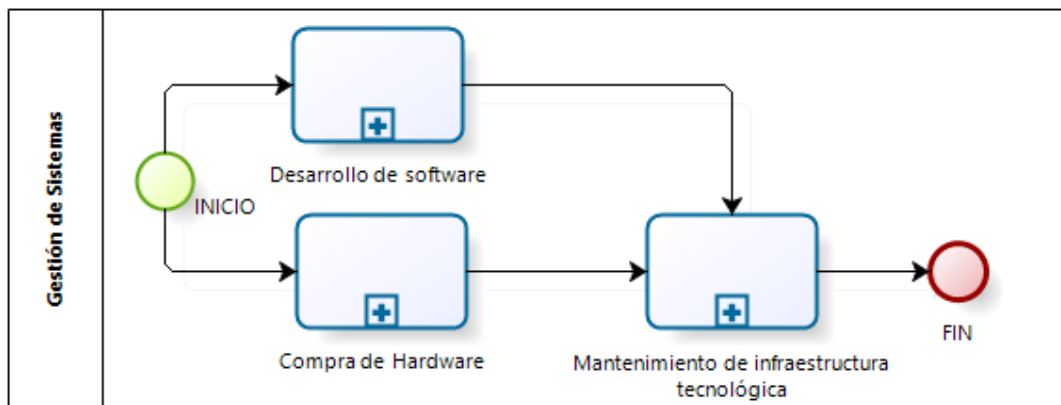 Gestión de Sistemas
Desarrollo de software
INICIO
Compra de Hardware
Mantenimiento de infraestructura
tecnológica
FIN